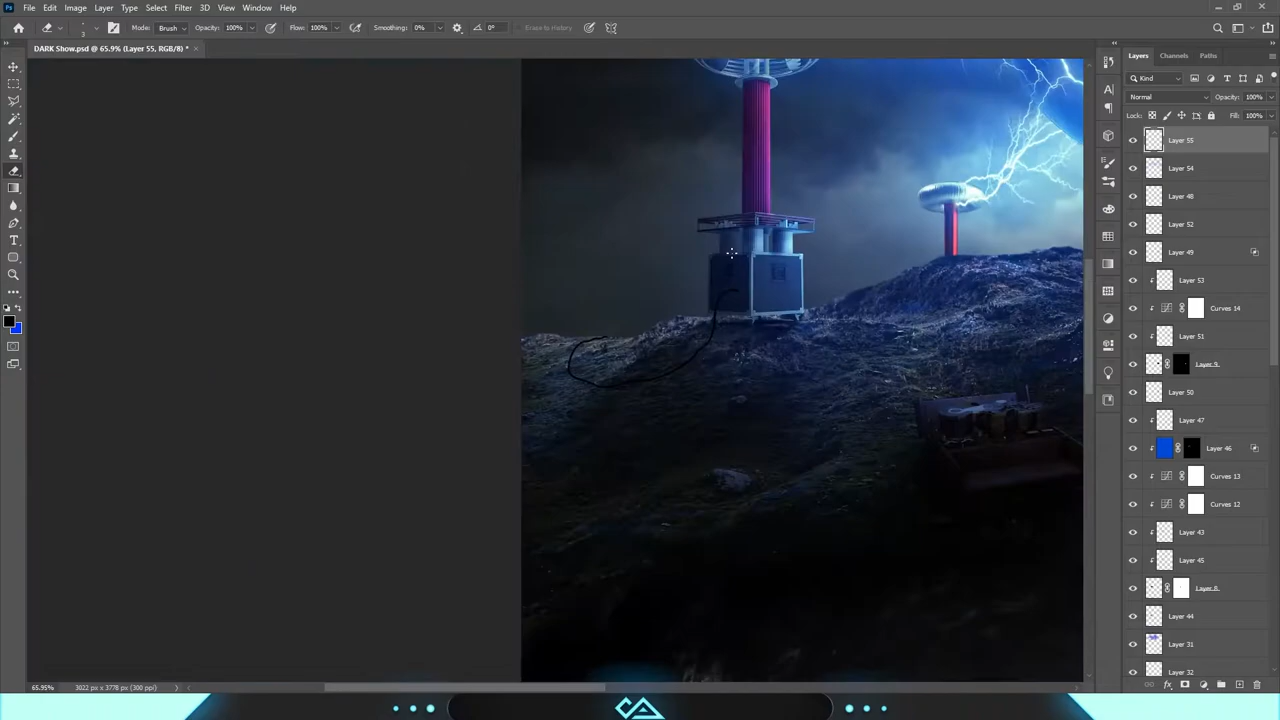 File Edit Image Layer Type Select Filter 3D View Window Help
3 Mode: Brush Opacity: 100% Flow: 100% Smoothing: 0% 0° Erase to History
DARK Show.psd @ 65.9% (Layer 55, RGB/8) *
Layers Channels Paths
Kind
Normal Opacity: 100%
Lock: Fill: 100%
Layer 55
Layer 54
Layer 48
Layer 52
Layer 49
Layer 53
Curves 14
Layer 51
Layer 9
Layer 50
Layer 47
Layer 46
Curves 13
Curves 12
Layer 43
Layer 45
Layer 8
Layer 44
Layer 31
Layer 32
65.95% 3022 px x 3778 px (300 ppi)